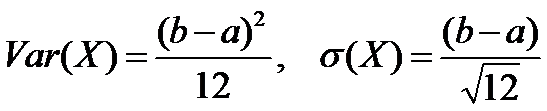 Var(X) = (b−a)²/12, σ(X) = (b−a)/√12